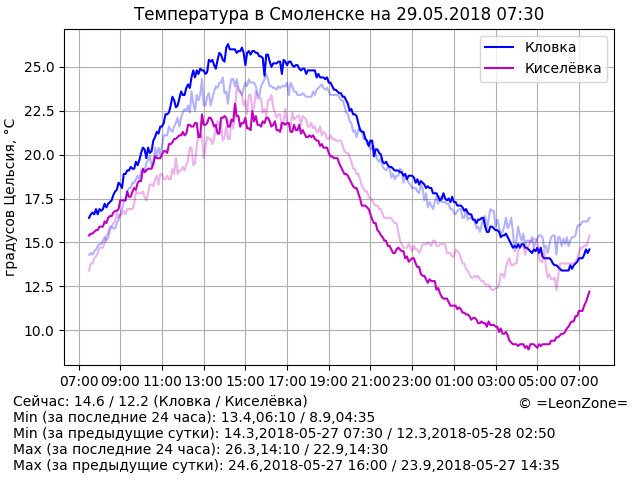 Температура в Смоленске на 29.05.2018 07:30
Кловка
Киселёвка
градусов Цельсия, °C
25.0
22.5
20.0
17.5
15.0
12.5
10.0
07:00 09:00 11:00 13:00 15:00 17:00 19:00 21:00 23:00 01:00 03:00 05:00 07:00
Сейчас: 14.6 / 12.2 (Кловка / Киселёвка)
© =LeonZone=
Min (за последние 24 часа): 13.4,06:10 / 8.9,04:35
Min (за предыдущие сутки): 14.3,2018-05-27 07:30 / 12.3,2018-05-28 02:50
Max (за последние 24 часа): 26.3,14:10 / 22.9,14:30
Max (за предыдущие сутки): 24.6,2018-05-27 16:00 / 23.9,2018-05-27 14:35